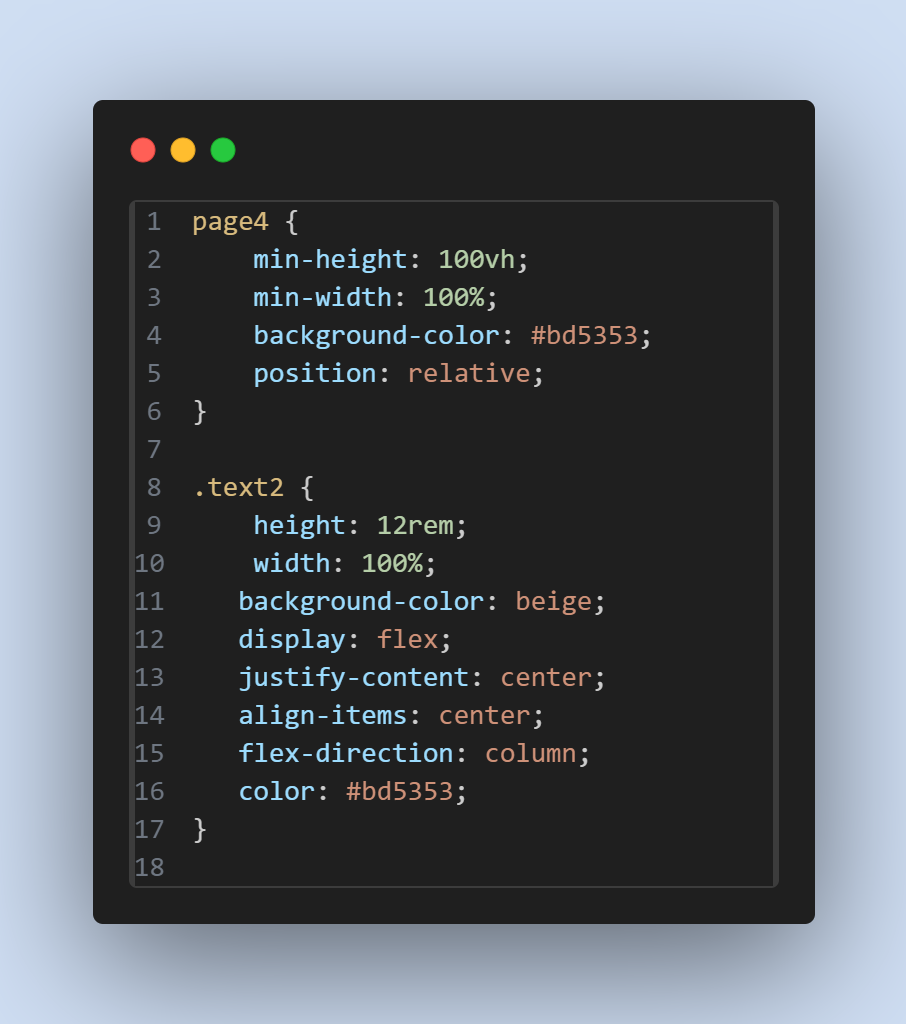 1 page4 {
2     min-height: 100vh;
3     min-width: 100%;
4     background-color: #bd5353;
5     position: relative;
6 }
7
8 .text2 {
9     height: 12rem;
10     width: 100%;
11    background-color: beige;
12    display: flex;
13    justify-content: center;
14    align-items: center;
15    flex-direction: column;
16    color: #bd5353;
17 }
18